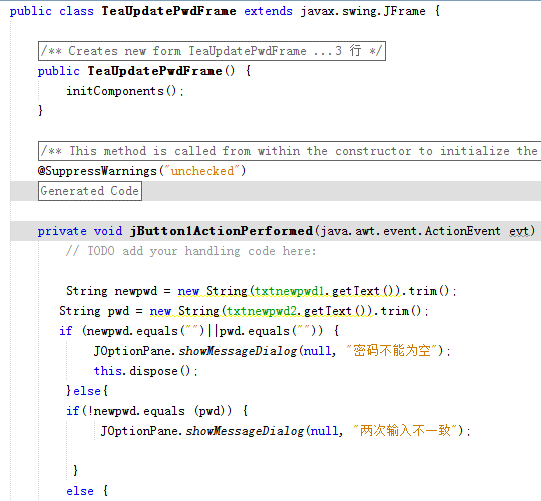 public class TeaUpdatePwdFrame extends javax.swing.JFrame {
/** Creates new form TeaUpdatePwdFrame ...3 行 */
public TeaUpdatePwdFrame() {
initComponents();
}
/** This method is called from within the constructor to initialize the
@SuppressWarnings("unchecked")
Generated Code
private void jButton1ActionPerformed(java.awt.event.ActionEvent evt)
// TODO add your handling code here:
String newpwd = new String(txtnewpwd1.getText()).trim();
String pwd = new String(txtnewpwd2.getText()).trim();
if (newpwd.equals("")||pwd.equals("")) {
JOptionPane.showMessageDialog(null, "密码不能为空");
this.dispose();
}else{
if(!newpwd.equals (pwd)) {
JOptionPane.showMessageDialog(null, "两次输入不一致");
}
else {